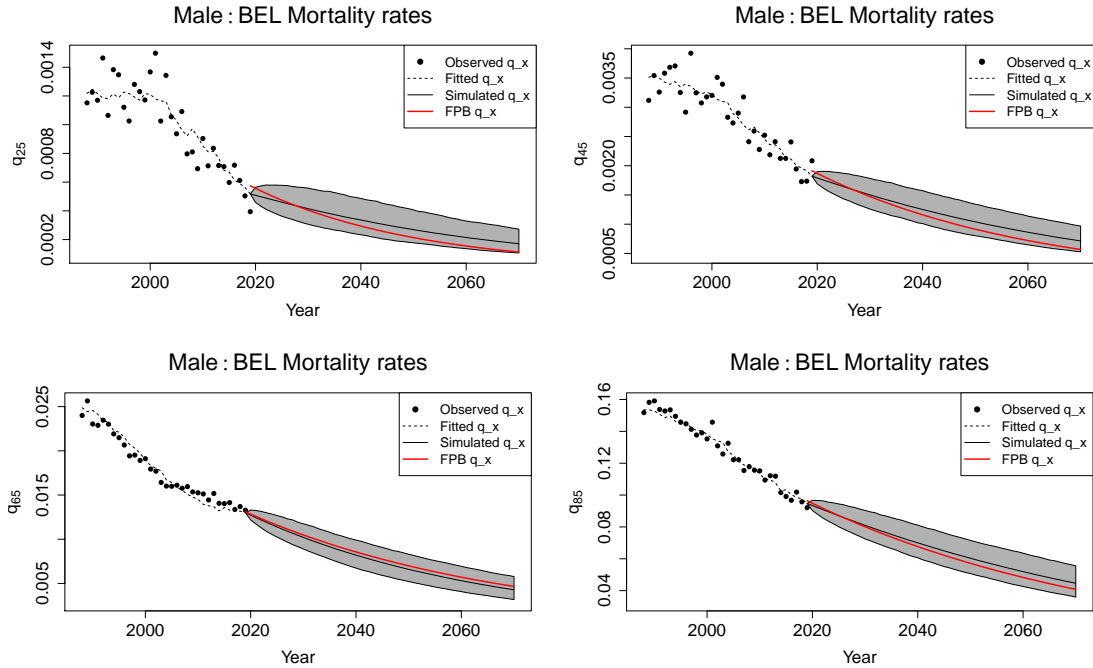 Male : BEL Mortality rates
q25
0.0002 0.0008 0.0014
Observed q_x
Fitted q_x
Simulated q_x
FPB q_x
2000 2020 2040 2060
Year
Male : BEL Mortality rates
q45
0.0005 0.0020 0.0035
Observed q_x
Fitted q_x
Simulated q_x
FPB q_x
2000 2020 2040 2060
Year
Male : BEL Mortality rates
q65
0.005 0.015 0.025
Observed q_x
Fitted q_x
Simulated q_x
FPB q_x
2000 2020 2040 2060
Year
Male : BEL Mortality rates
q85
0.04 0.08 0.12 0.16
Observed q_x
Fitted q_x
Simulated q_x
FPB q_x
2000 2020 2040 2060
Year